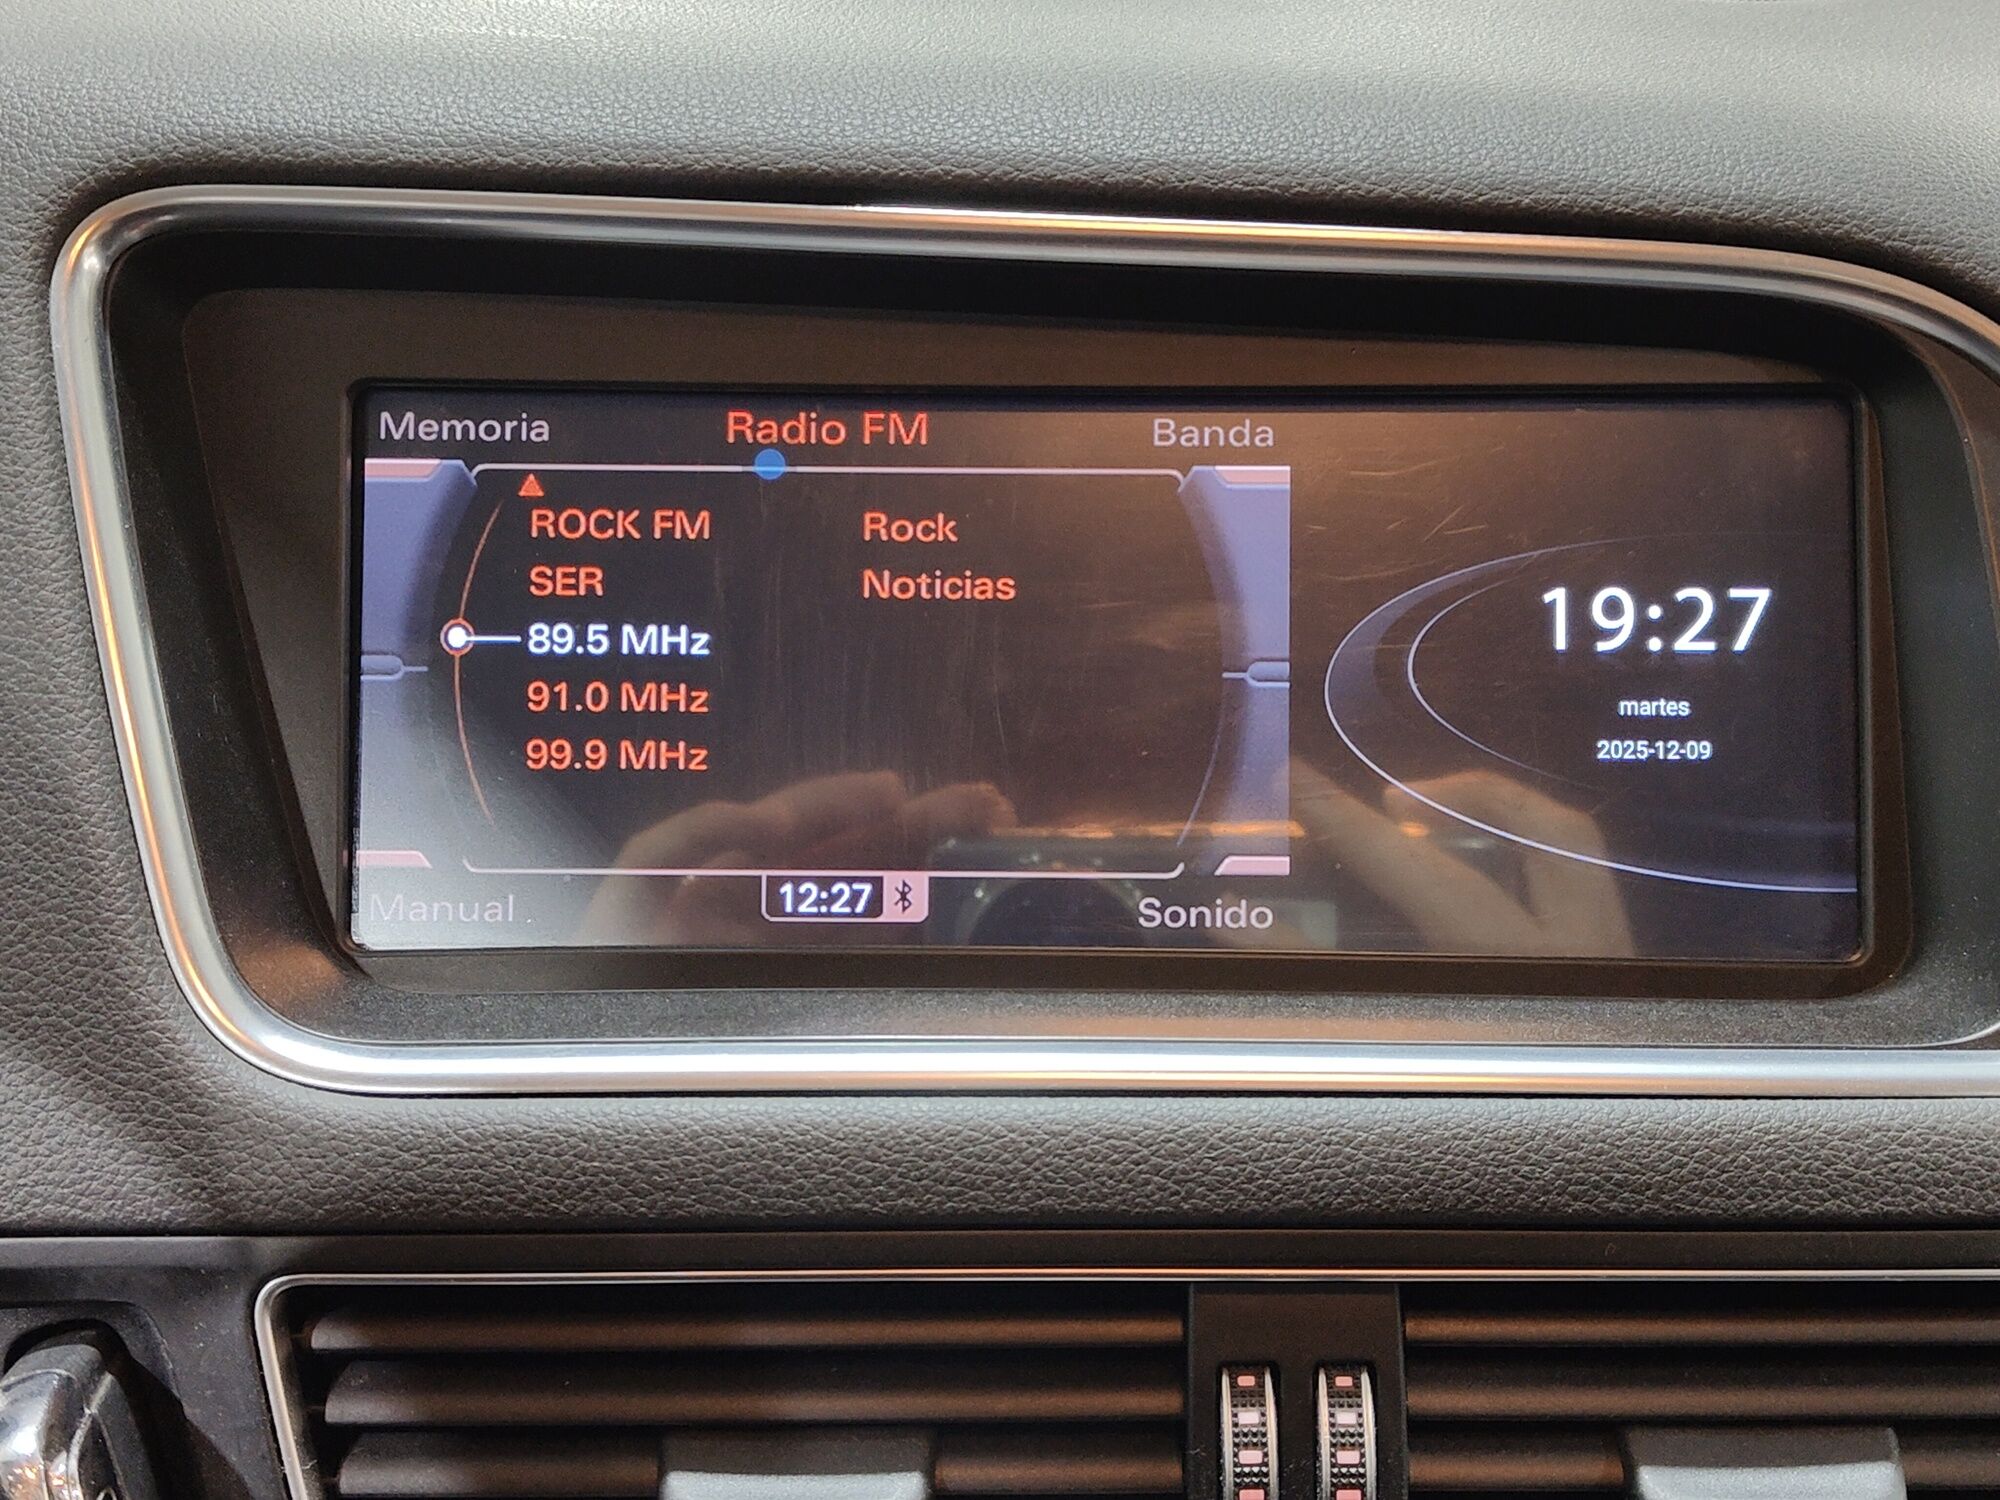 Memoria Radio FM Banda
ROCK FM Rock
SER Noticias
89.5 MHz
91.0 MHz
99.9 MHz
Manual 12:27 Sonido
19:27
martes
2025-12-09